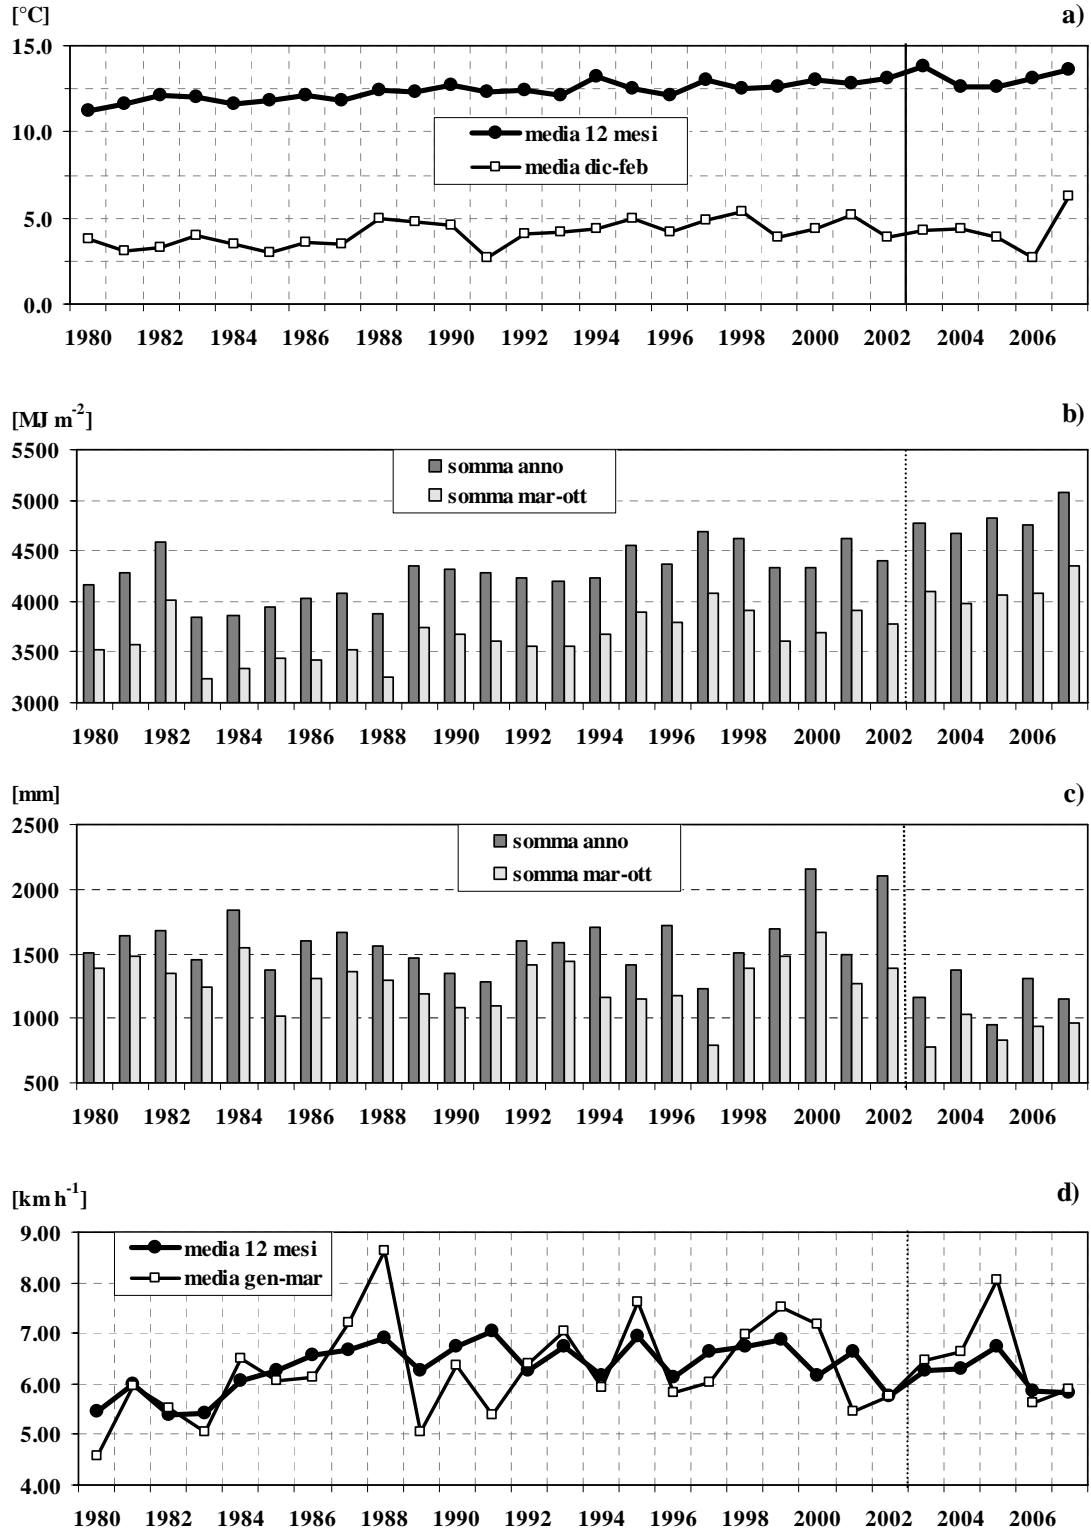 [°C] a)
15.0
10.0
5.0
0.0
media 12 mesi
media dic-feb
1980 1982 1984 1986 1988 1990 1992 1994 1996 1998 2000 2002 2004 2006
[MJ m-2] b)
5500
5000
4500
4000
3500
3000
somma anno
somma mar-ott
1980 1982 1984 1986 1988 1990 1992 1994 1996 1998 2000 2002 2004 2006
[mm] c)
2500
2000
1500
1000
500
somma anno
somma mar-ott
1980 1982 1984 1986 1988 1990 1992 1994 1996 1998 2000 2002 2004 2006
[km h-1] d)
9.00
8.00
7.00
6.00
5.00
4.00
media 12 mesi
media gen-mar
1980 1982 1984 1986 1988 1990 1992 1994 1996 1998 2000 2002 2004 2006